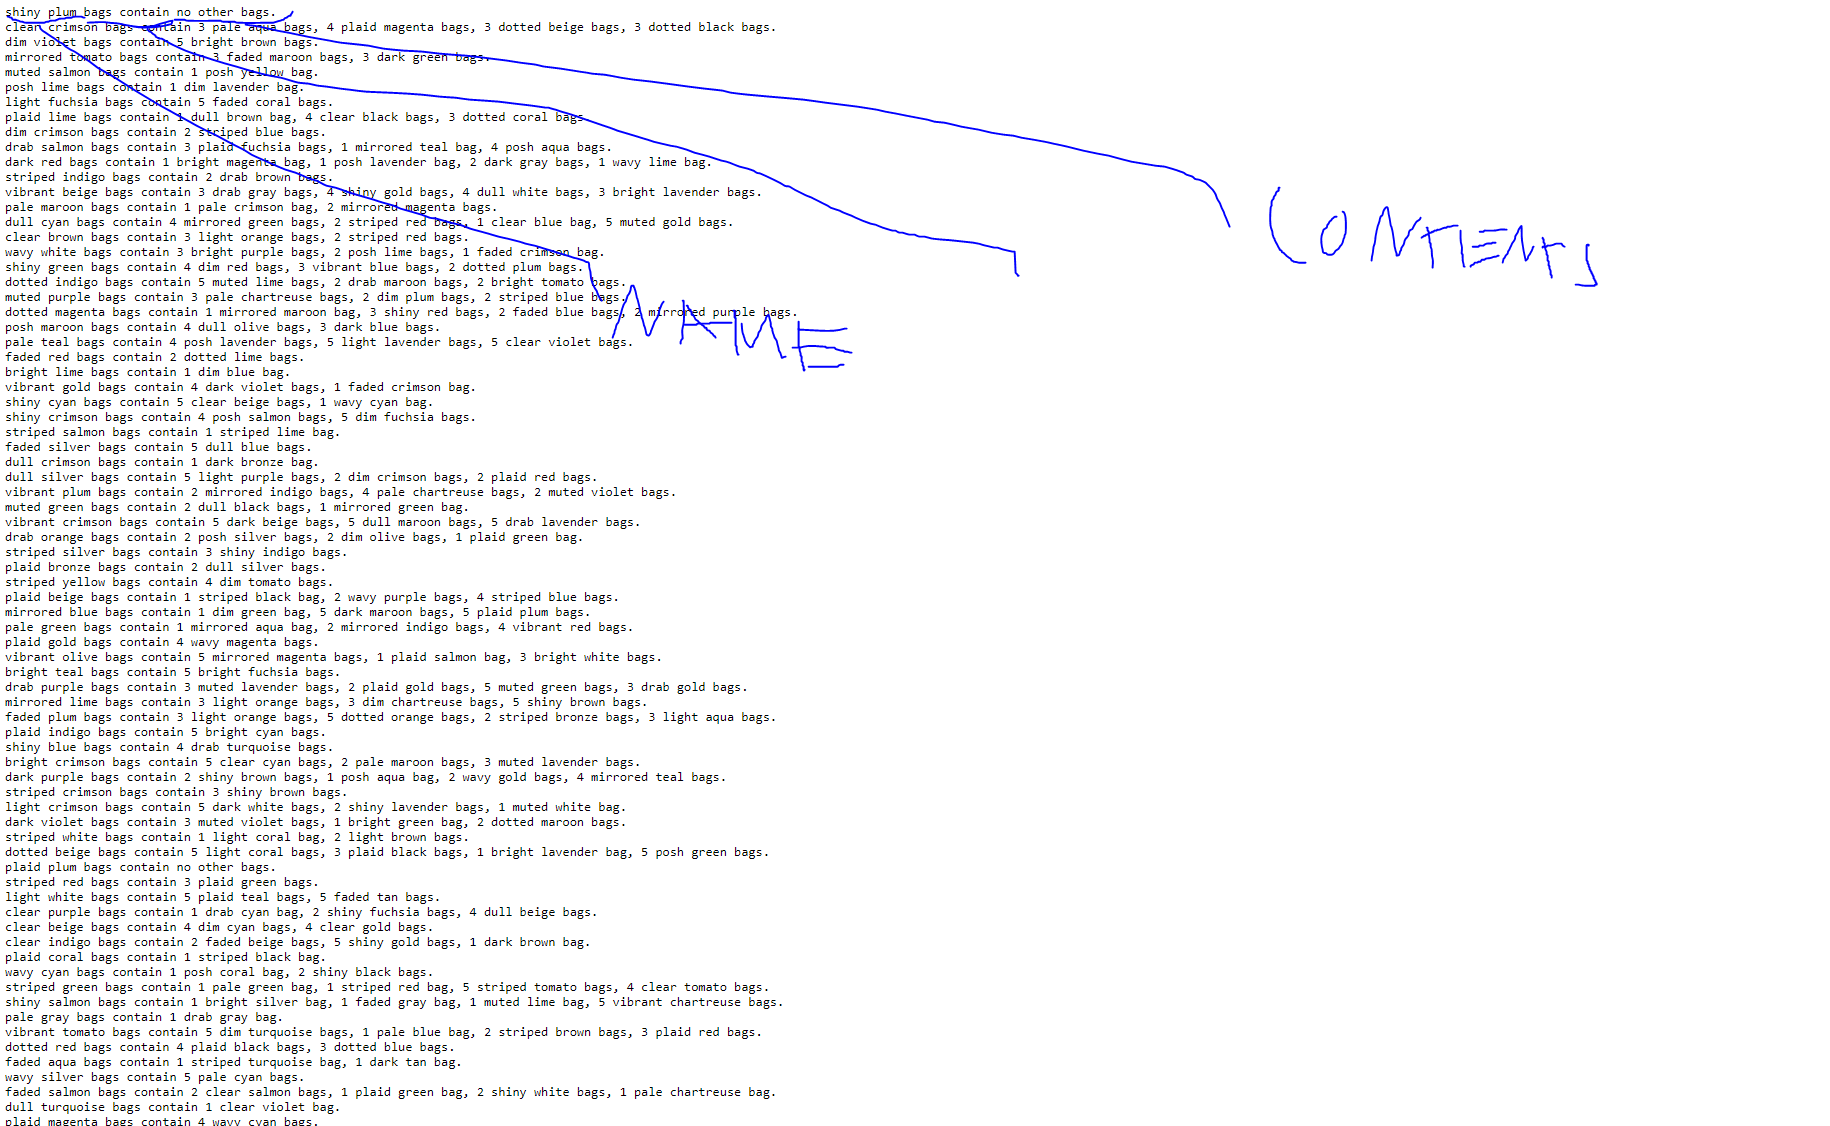 shiny plum bags contain no other bags.
clear crimson bags contain 3 pale aqua bags, 4 plaid magenta bags, 3 dotted beige bags, 3 dotted black bags.
dim violet bags contain 5 bright brown bags.
mirrored tomato bags contain 3 faded maroon bags, 3 dark green bags.
muted salmon bags contain 1 posh yellow bag.
posh lime bags contain 1 dim lavender bag.
light fuchsia bags contain 5 faded coral bags.
plaid lime bags contain 1 dull brown bag, 4 clear black bags, 3 dotted coral bags.
dim crimson bags contain 2 striped blue bags.
drab salmon bags contain 3 plaid fuchsia bags, 1 mirrored teal bag, 4 posh aqua bags.
dark red bags contain 1 bright magenta bag, 1 posh lavender bag, 2 dark gray bags, 1 wavy lime bag.
striped indigo bags contain 2 drab brown bags.
vibrant beige bags contain 3 drab gray bags, 4 shiny gold bags, 4 dull white bags, 3 bright lavender bags.
pale maroon bags contain 1 pale crimson bag, 2 mirrored magenta bags.
dull cyan bags contain 4 mirrored green bags, 2 striped red bags, 1 clear blue bag, 5 muted gold bags.
clear brown bags contain 3 light orange bags, 2 striped red bags.
wavy white bags contain 3 bright purple bags, 2 posh lime bags, 1 faded crimson bag.
shiny green bags contain 4 dim red bags, 3 vibrant blue bags, 2 dotted plum bags.
dotted indigo bags contain 5 muted lime bags, 2 drab maroon bags, 2 bright tomato bags.
muted purple bags contain 3 pale chartreuse bags, 2 dim plum bags, 2 striped blue bags.
dotted magenta bags contain 1 mirrored maroon bag, 3 shiny red bags, 2 faded blue bags, 2 mirrored purple bags.
posh maroon bags contain 4 dull olive bags, 3 dark blue bags.
pale teal bags contain 4 posh lavender bags, 5 light lavender bags, 5 clear violet bags.
faded red bags contain 2 dotted lime bags.
bright lime bags contain 1 dim blue bag.
vibrant gold bags contain 4 dark violet bags, 1 faded crimson bag.
shiny cyan bags contain 5 clear beige bags, 1 wavy cyan bag.
shiny crimson bags contain 4 posh salmon bags, 5 dim fuchsia bags.
striped salmon bags contain 1 striped lime bag.
faded silver bags contain 5 dull blue bags.
dull crimson bags contain 1 dark bronze bag.
dull silver bags contain 5 light purple bags, 2 dim crimson bags, 2 plaid red bags.
vibrant plum bags contain 2 mirrored indigo bags, 4 pale chartreuse bags, 2 muted violet bags.
muted green bags contain 2 dull black bags, 1 mirrored green bag.
vibrant crimson bags contain 5 dark beige bags, 5 dull maroon bags, 5 drab lavender bags.
drab orange bags contain 2 posh silver bags, 2 dim olive bags, 1 plaid green bag.
striped silver bags contain 3 shiny indigo bags.
plaid bronze bags contain 2 dull silver bags.
striped yellow bags contain 4 dim tomato bags.
plaid beige bags contain 1 striped black bag, 2 wavy purple bags, 4 striped blue bags.
mirrored blue bags contain 1 dim green bag, 5 dark maroon bags, 5 plaid plum bags.
pale green bags contain 1 mirrored aqua bag, 2 mirrored indigo bags, 4 vibrant red bags.
plaid gold bags contain 4 wavy magenta bags.
vibrant olive bags contain 5 mirrored magenta bags, 1 plaid salmon bag, 3 bright white bags.
bright teal bags contain 5 bright fuchsia bags.
drab purple bags contain 3 muted lavender bags, 2 plaid gold bags, 5 muted green bags, 3 drab gold bags.
mirrored lime bags contain 3 light orange bags, 3 dim chartreuse bags, 5 shiny brown bags.
faded plum bags contain 3 light orange bags, 5 dotted orange bags, 2 striped bronze bags, 3 light aqua bags.
plaid indigo bags contain 5 bright cyan bags.
shiny blue bags contain 4 drab turquoise bags.
bright crimson bags contain 5 clear cyan bags, 2 pale maroon bags, 3 muted lavender bags.
dark purple bags contain 2 shiny brown bags, 1 posh aqua bag, 2 wavy gold bags, 4 mirrored teal bags.
striped crimson bags contain 3 shiny brown bags.
light crimson bags contain 5 dark white bags, 2 shiny lavender bags, 1 muted white bag.
dark violet bags contain 3 muted violet bags, 1 bright green bag, 2 dotted maroon bags.
striped white bags contain 1 light coral bag, 2 light brown bags.
dotted beige bags contain 5 light coral bags, 3 plaid black bags, 1 bright lavender bag, 5 posh green bags.
plaid plum bags contain no other bags.
striped red bags contain 3 plaid green bags.
light white bags contain 5 plaid teal bags, 5 faded tan bags.
clear purple bags contain 1 drab cyan bag, 2 shiny fuchsia bags, 4 dull beige bags.
clear beige bags contain 4 dim cyan bags, 4 clear gold bags.
clear indigo bags contain 2 faded beige bags, 5 shiny gold bags, 1 dark brown bag.
plaid coral bags contain 1 striped black bag.
wavy cyan bags contain 1 posh coral bag, 2 shiny black bags.
striped green bags contain 1 pale green bag, 1 striped red bag, 5 striped tomato bags, 4 clear tomato bags.
shiny salmon bags contain 1 bright silver bag, 1 faded gray bag, 1 muted lime bag, 5 vibrant chartreuse bags.
pale gray bags contain 1 drab gray bag.
vibrant tomato bags contain 5 dim turquoise bags, 1 pale blue bag, 2 striped brown bags, 3 plaid red bags.
dotted red bags contain 4 plaid black bags, 3 dotted blue bags.
faded aqua bags contain 1 striped turquoise bag, 1 dark tan bag.
wavy silver bags contain 5 pale cyan bags.
faded salmon bags contain 2 clear salmon bags, 1 plaid green bag, 2 shiny white bags, 1 pale chartreuse bag.
dull turquoise bags contain 1 clear violet bag.
plaid magenta bags contain 4 wavy cyan bags.
CONTENTS
NAME